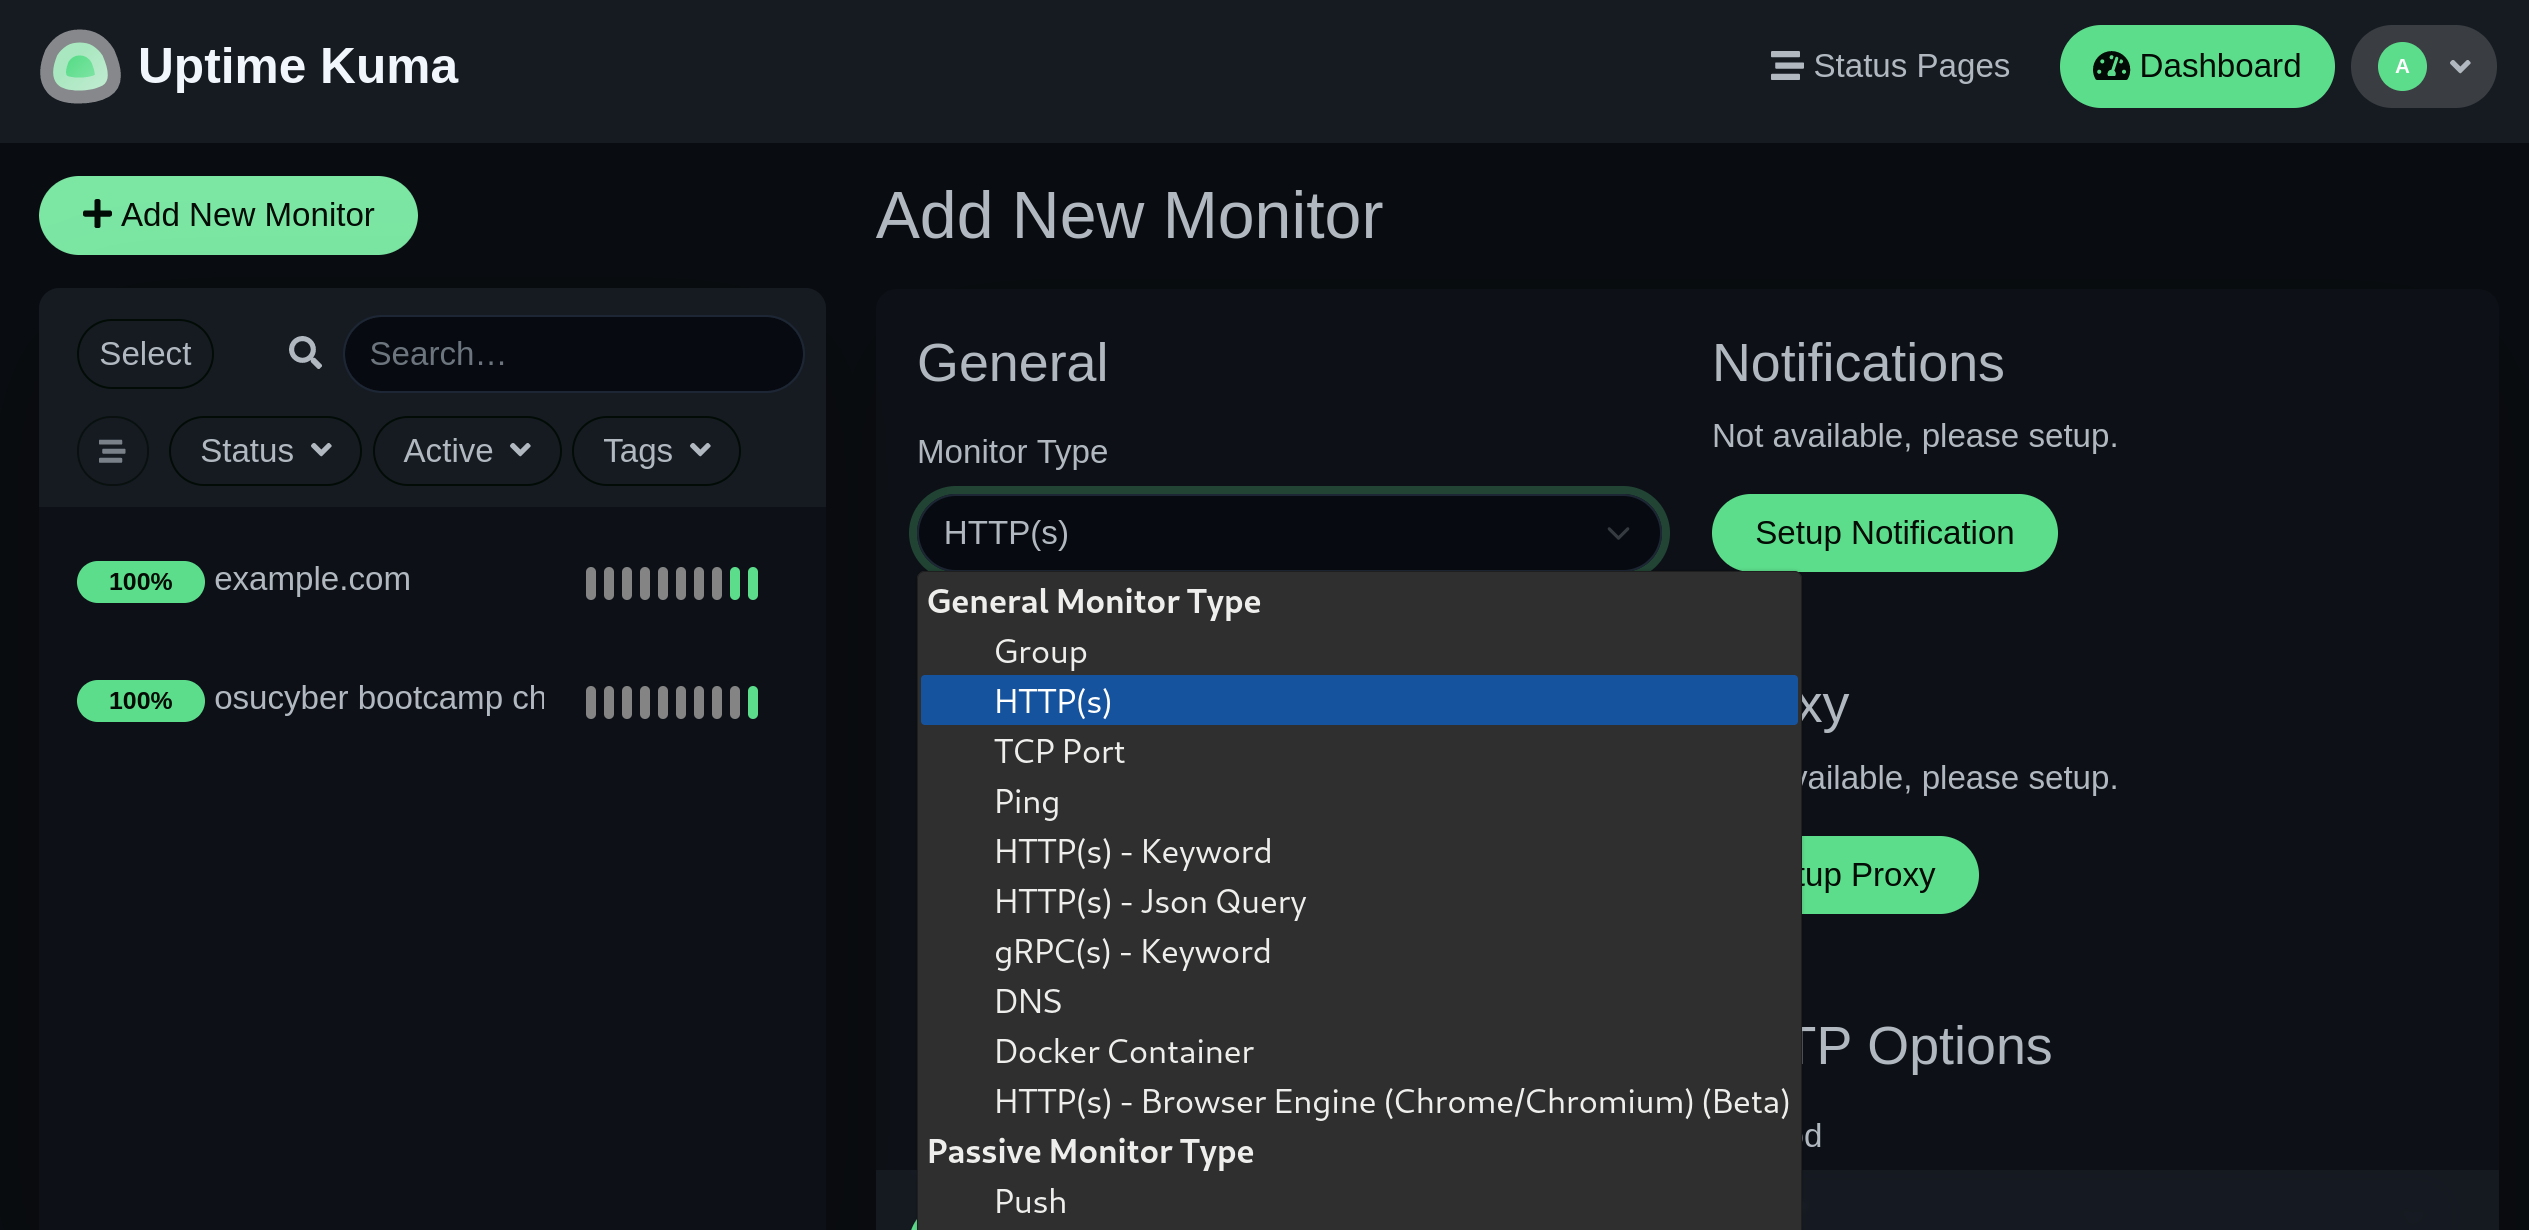 Uptime Kuma
Status Pages
Dashboard
A
Add New Monitor
Add New Monitor
Select
Search…
Status
Active
Tags
100%
example.com
100%
osucyber bootcamp ch
General
Monitor Type
HTTP(s)
General Monitor Type
Group
HTTP(s)
TCP Port
Ping
HTTP(s) - Keyword
HTTP(s) - Json Query
gRPC(s) - Keyword
DNS
Docker Container
HTTP(s) - Browser Engine (Chrome/Chromium) (Beta)
Passive Monitor Type
Push
Notifications
Not available, please setup.
Setup Notification
xy
vailable, please setup.
tup Proxy
TP Options
od